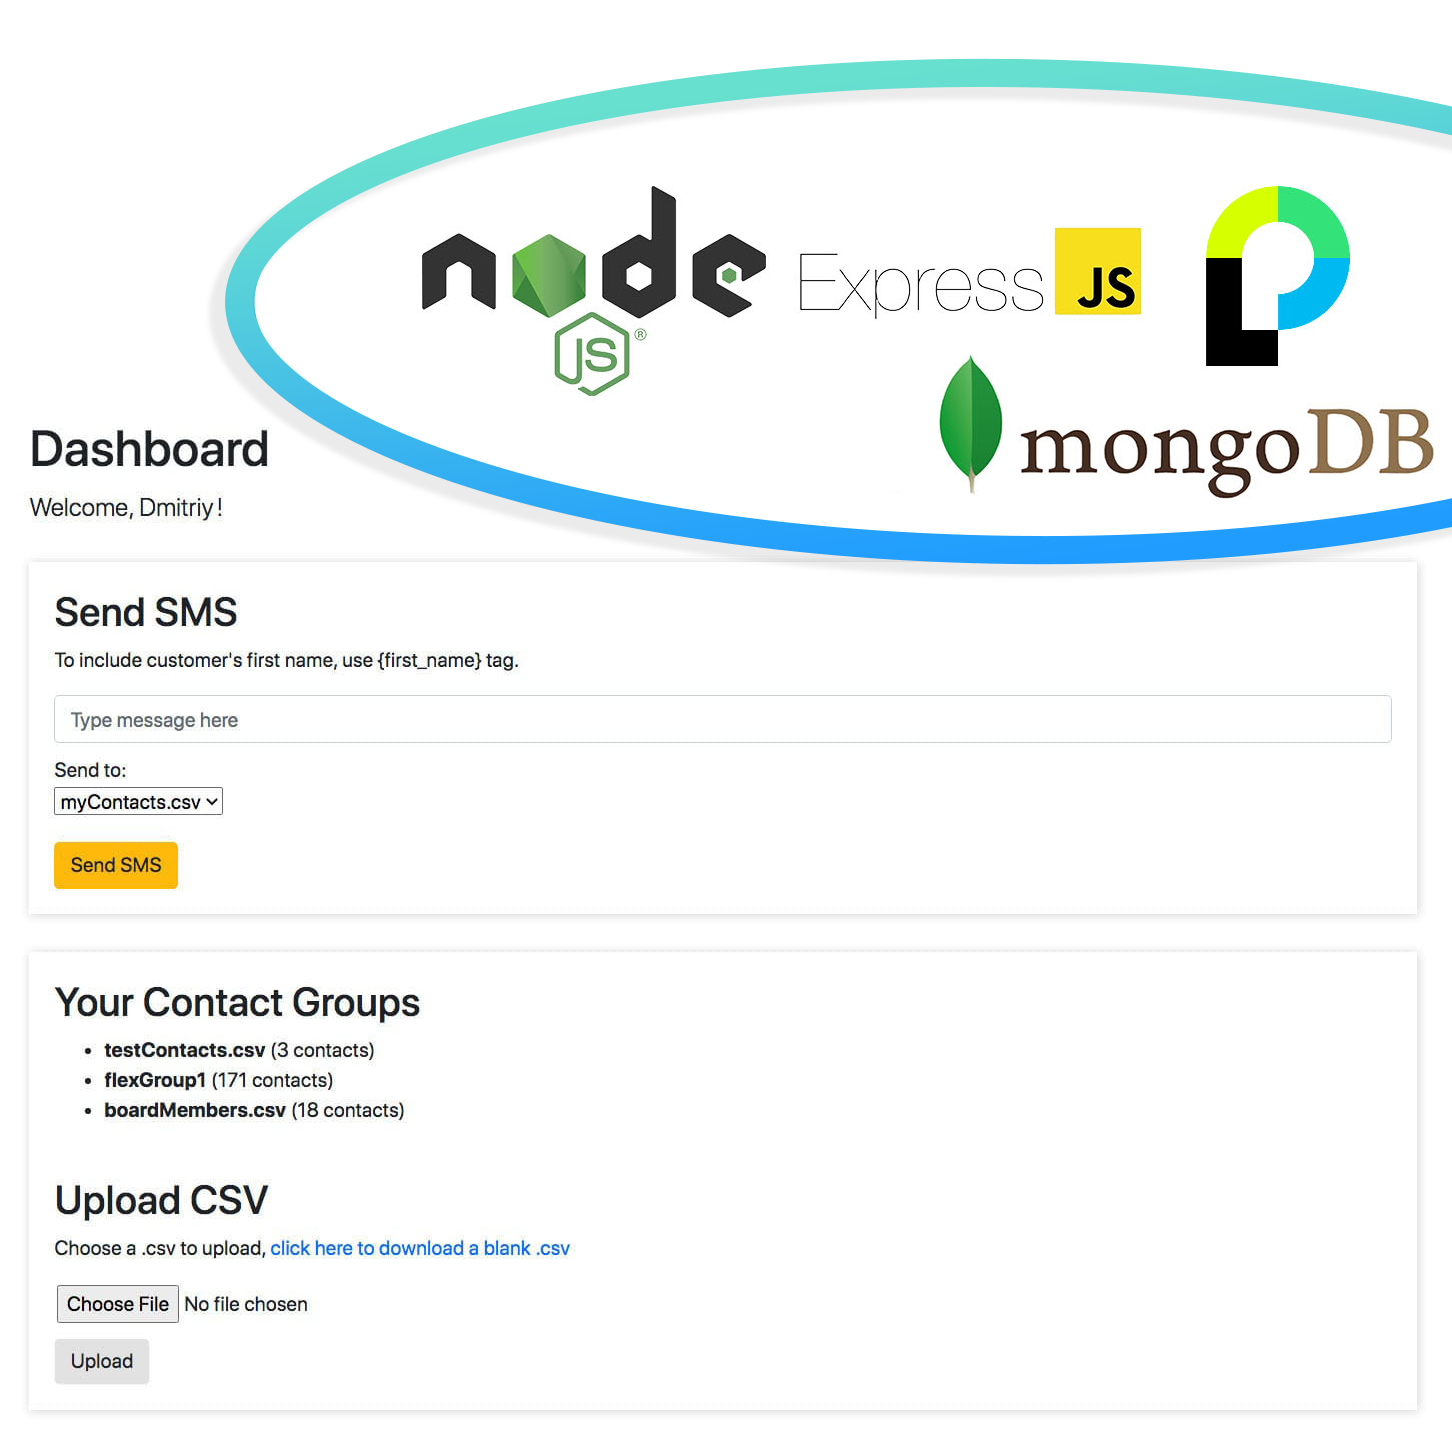 node
JS®
Express JS
mongoDB
Dashboard
Welcome, Dmitriy!
Send SMS
To include customer's first name, use {first_name} tag.
Type message here
Send to:
myContacts.csv
Send SMS
Your Contact Groups
testContacts.csv (3 contacts)
flexGroup1 (171 contacts)
boardMembers.csv (18 contacts)
Upload CSV
Choose a .csv to upload, click here to download a blank .csv
Choose File No file chosen
Upload